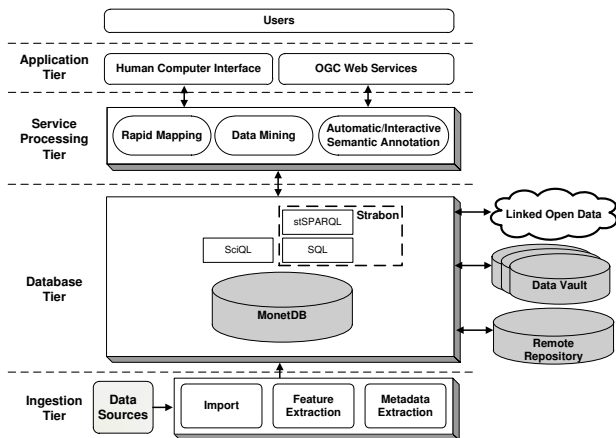 Users
Application
Tier
Human Computer Interface
OGC Web Services
Service
Processing
Tier
Rapid Mapping
Data Mining
Automatic/Interactive
Semantic Annotation
Database
Tier
stSPARQL
Strabon
SciQL
SQL
MonetDB
Linked Open Data
Data Vault
Remote
Repository
Ingestion
Tier
Data
Sources
Import
Feature
Extraction
Metadata
Extraction